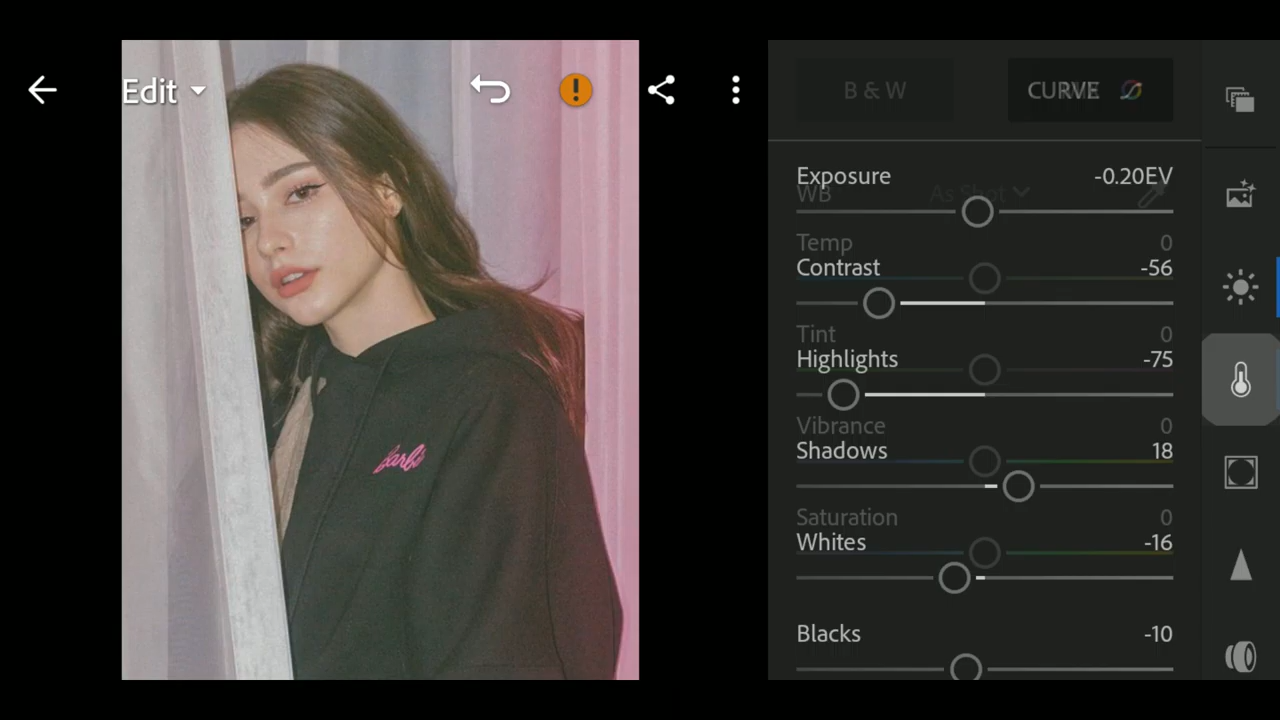 Edit
B & W
CURVE
Exposure -0.20EV
WB As Shot
Temp 0
Contrast -56
Tint 0
Highlights -75
Vibrance 0
Shadows 18
Saturation 0
Whites -16
Blacks -10
Barbie